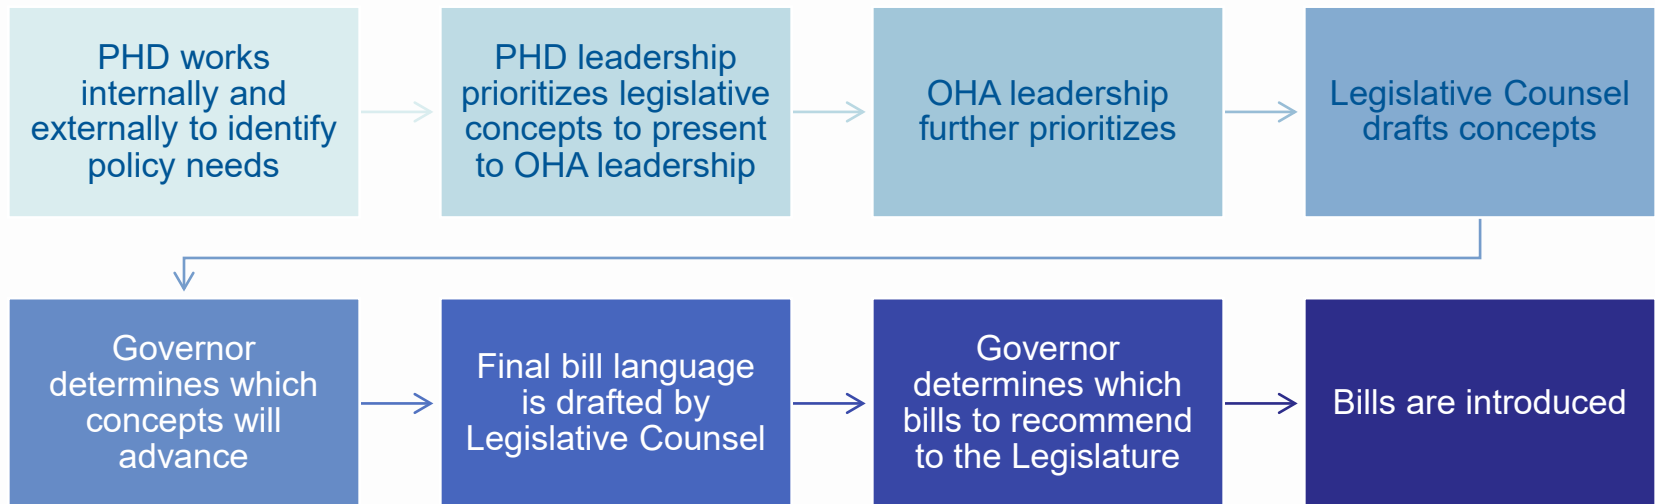 PHD works
internally and
externally to identify
policy needs
PHD leadership
prioritizes legislative
concepts to present
to OHA leadership
OHA leadership
further prioritizes
Legislative Counsel
drafts concepts
Governor
determines which
concepts will
advance
Final bill language
is drafted by
Legislative Counsel
Governor
determines which
bills to recommend
to the Legislature
Bills are introduced